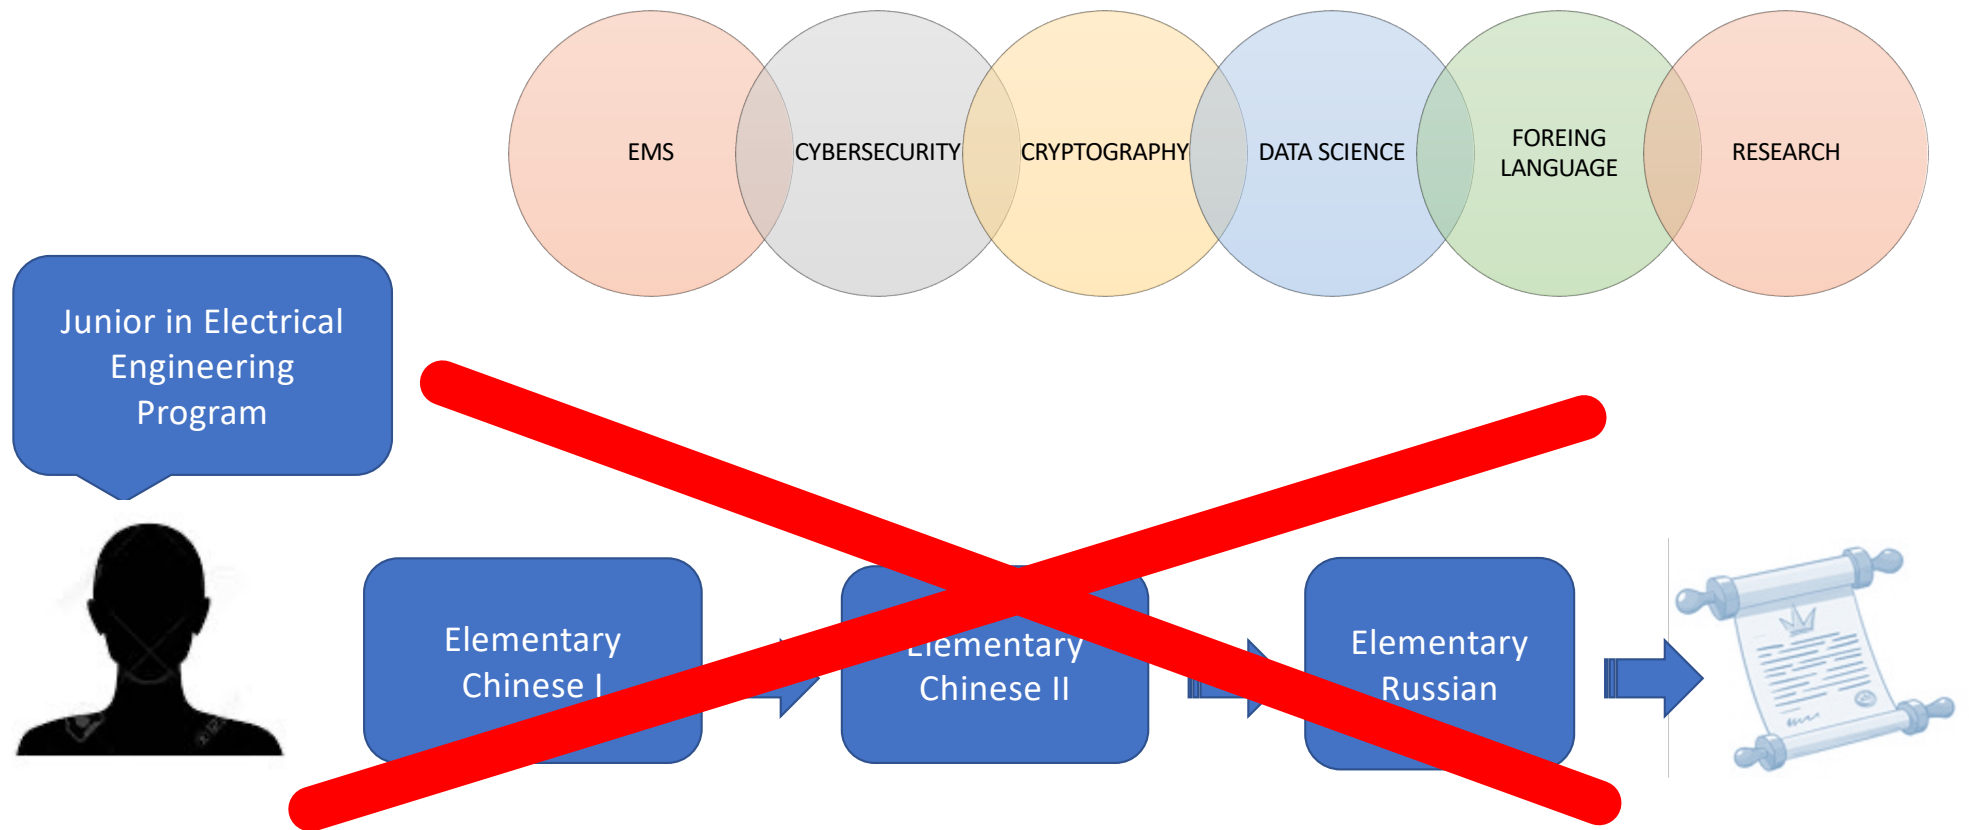 EMS
CYBERSECURITY
CRYPTOGRAPHY
DATA SCIENCE
FOREING
LANGUAGE
RESEARCH
Junior in Electrical
Engineering
Program
Elementary
Chinese I
Elementary
Chinese II
Elementary
Russian